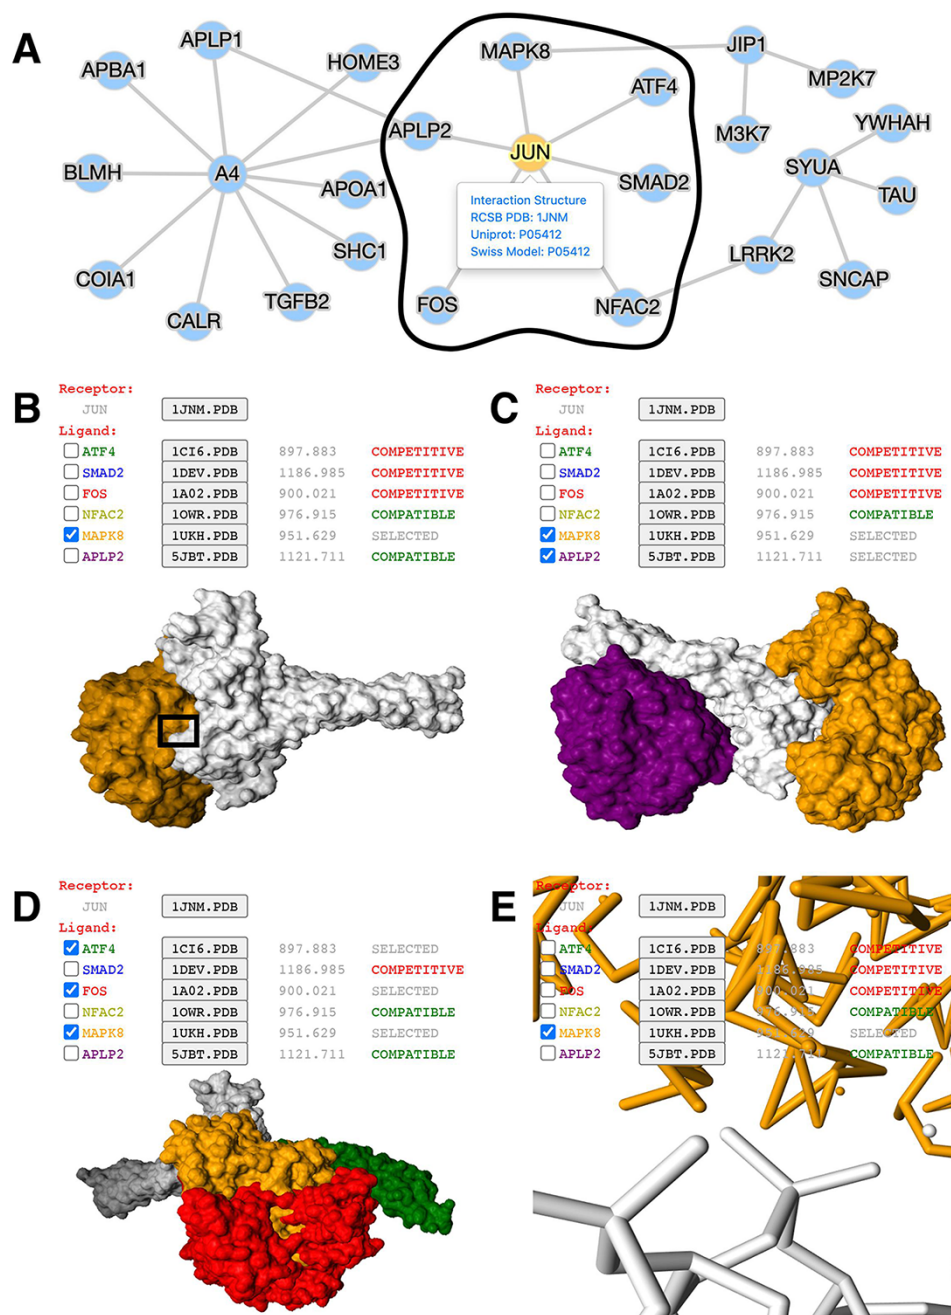 A
APLP1
APBA1
HOME3
MAPK8
JIP1
ATF4
MP2K7
APLP2
M3K7
YWHAH
JUN
BLMH
A4
APOA1
SMAD2
SYUA
TAU
Interaction Structure
RCSB PDB: 1JNM
Uniprot: P05412
Swiss Model: P05412
SHC1
LRRK2
COIA1
TGFB2
FOS
NFAC2
SNCAP
CALR
B
Receptor:
JUN 1JNM.PDB
Ligand:
ATF4 1CI6.PDB 897.883 COMPETITIVE
SMAD2 1DEV.PDB 1186.985 COMPETITIVE
FOS 1A02.PDB 900.021 COMPETITIVE
NFAC2 1OWR.PDB 976.915 COMPATIBLE
MAPK8 1UKH.PDB 951.629 SELECTED
APLP2 5JBT.PDB 1121.711 COMPATIBLE
C
Receptor:
JUN 1JNM.PDB
Ligand:
ATF4 1CI6.PDB 897.883 COMPETITIVE
SMAD2 1DEV.PDB 1186.985 COMPETITIVE
FOS 1A02.PDB 900.021 COMPETITIVE
NFAC2 1OWR.PDB 976.915 COMPATIBLE
MAPK8 1UKH.PDB 951.629 SELECTED
APLP2 5JBT.PDB 1121.711 SELECTED
D
Receptor:
JUN 1JNM.PDB
Ligand:
ATF4 1CI6.PDB 897.883 SELECTED
SMAD2 1DEV.PDB 1186.985 COMPETITIVE
FOS 1A02.PDB 900.021 SELECTED
NFAC2 1OWR.PDB 976.915 COMPATIBLE
MAPK8 1UKH.PDB 951.629 SELECTED
APLP2 5JBT.PDB 1121.711 COMPATIBLE
E
Receptor:
JUN 1JNM.PDB
Ligand:
ATF4 1CI6.PDB 897.883 COMPETITIVE
SMAD2 1DEV.PDB 1186.985 COMPETITIVE
FOS 1A02.PDB 900.021 COMPETITIVE
NFAC2 1OWR.PDB 976.915 COMPATIBLE
MAPK8 1UKH.PDB SELECTED
APLP2 5JBT.PDB COMPATIBLE